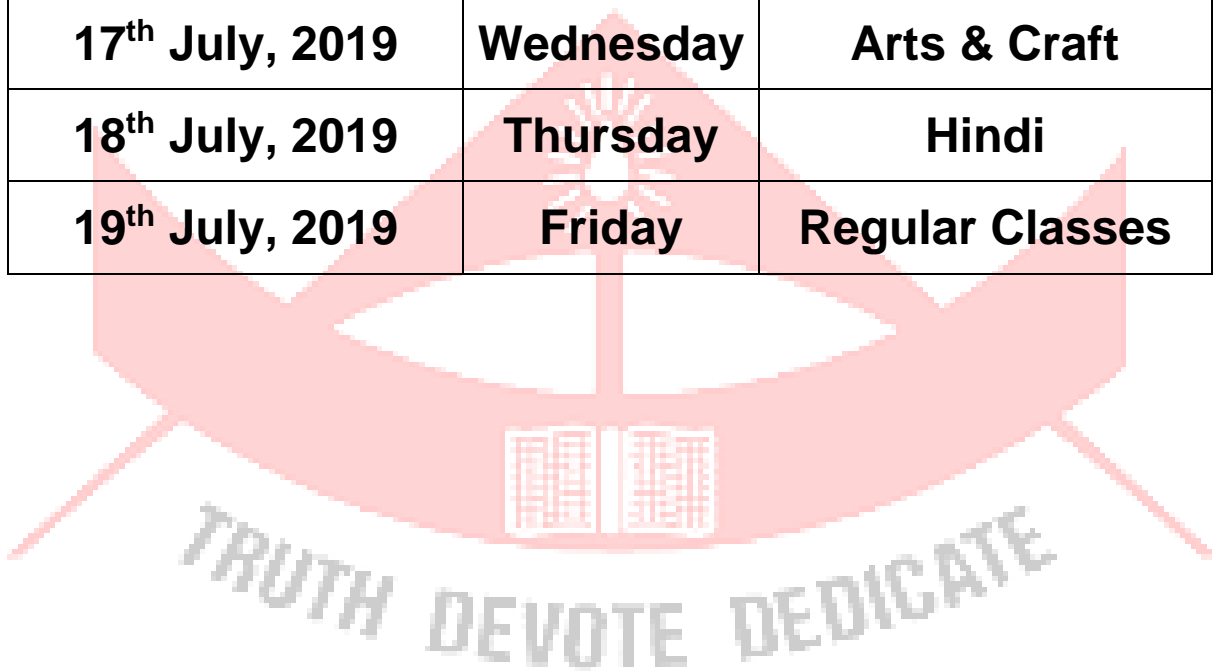 17th July, 2019 Wednesday Arts & Craft
18th July, 2019 Thursday Hindi
19th July, 2019 Friday Regular Classes
TRUTH DEVOTE DEDICATE